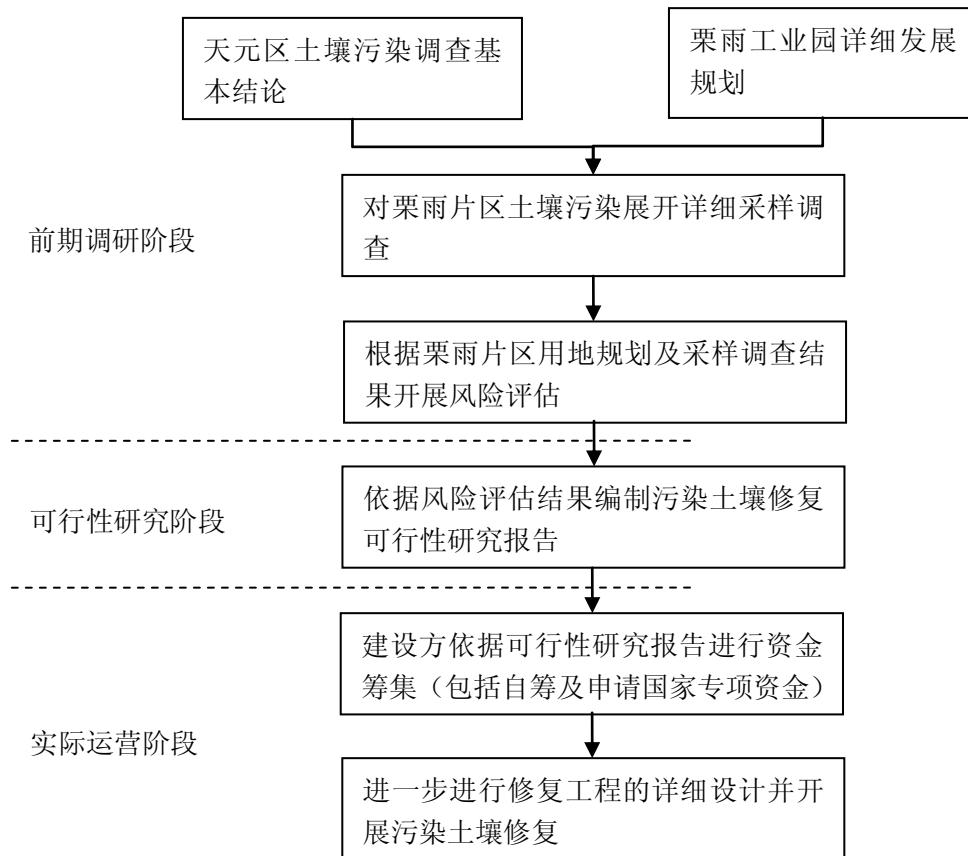 天元区土壤污染调查基
本结论
栗雨工业园详细发展
规划
前期调研阶段
对栗雨片区土壤污染展开详细采样调
查
根据栗雨片区用地规划及采样调查结
果开展风险评估
可行性研究阶段
依据风险评估结果编制污染土壤修复
可行性研究报告
实际运营阶段
建设方依据可行性研究报告进行资金
筹集（包括自筹及申请国家专项资金）
进一步进行修复工程的详细设计并开
展污染土壤修复